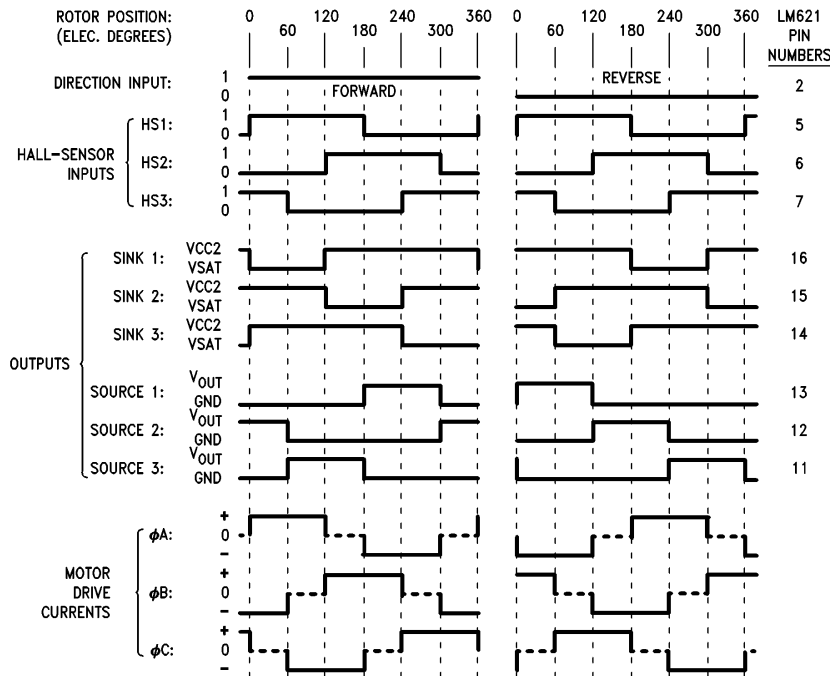 ROTOR POSITION: 0 120 240 360 0 120 240 360 LM621
(ELEC. DEGREES) 60 180 300 60 180 300 PIN
NUMBERS
DIRECTION INPUT: 1 0 FORWARD REVERSE 2
HALL-SENSOR INPUTS
HS1: 1 0 5
HS2: 1 0 6
HS3: 1 0 7
OUTPUTS
SINK 1: VCC2 VSAT 16
SINK 2: VCC2 VSAT 15
SINK 3: VCC2 VSAT 14
SOURCE 1: VOUT GND 13
SOURCE 2: VOUT GND 12
SOURCE 3: VOUT GND 11
MOTOR DRIVE CURRENTS
ϕA: + 0 −
ϕB: + 0 −
ϕC: + 0 −